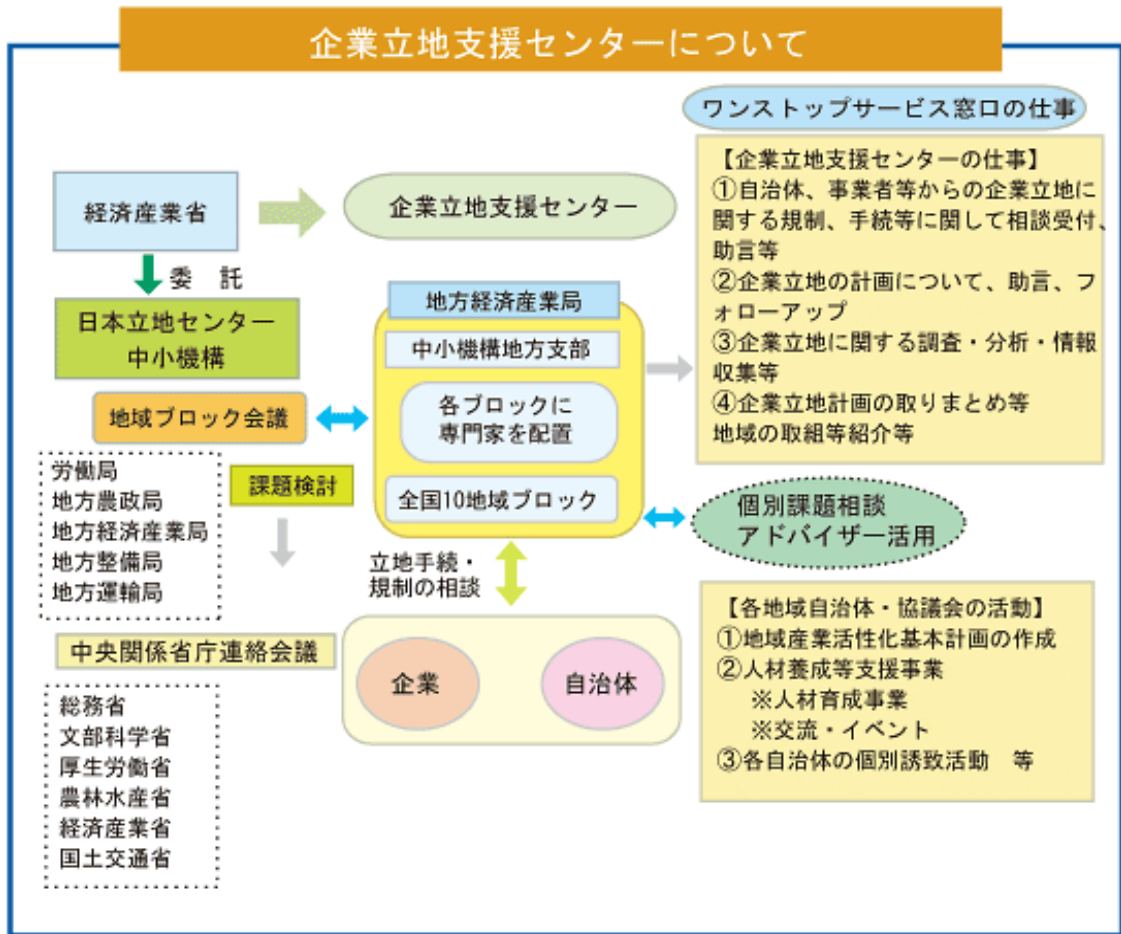 企業立地支援センターについて
ワンストップサービス窓口の仕事
経済産業省
企業立地支援センター
委　託
日本立地センター
中小機構
地方経済産業局
中小機構地方支部
各ブロックに
専門家を配置
全国10地域ブロック
【企業立地支援センターの仕事】
①自治体、事業者等からの企業立地に
関する規制、手続等に関して相談受付、
助言等
②企業立地の計画について、助言、フ
ォローアップ
③企業立地に関する調査・分析・情報
収集等
④企業立地計画の取りまとめ等
地域の取組等紹介等
地域ブロック会議
労働局
地方農政局
地方経済産業局
地方整備局
地方運輸局
課題検討
個別課題相談
アドバイザー活用
立地手続・
規制の相談
企業
自治体
中央関係省庁連絡会議
総務省
文部科学省
厚生労働省
農林水産省
経済産業省
国土交通省
【各地域自治体・協議会の活動】
①地域産業活性化基本計画の作成
②人材養成等支援事業
※人材育成事業
※交流・イベント
③各自治体の個別誘致活動　等